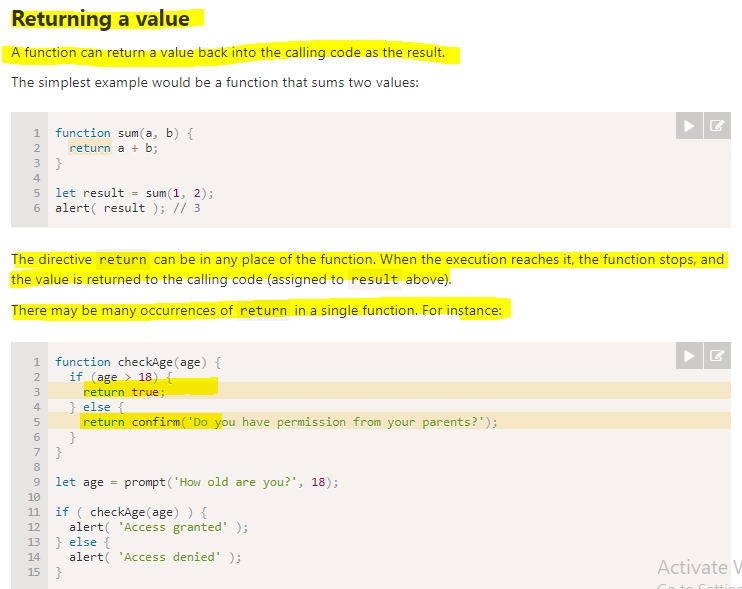 Returning a value
A function can return a value back into the calling code as the result.
The simplest example would be a function that sums two values:
1 function sum(a, b) {
2   return a + b;
3 }
4
5 let result = sum(1, 2);
6 alert( result ); // 3
The directive return can be in any place of the function. When the execution reaches it, the function stops, and
the value is returned to the calling code (assigned to result above).
There may be many occurrences of return in a single function. For instance:
1 function checkAge(age) {
2   if (age > 18) {
3     return true;
4   } else {
5     return confirm('Do you have permission from your parents?');
6   }
7 }
8
9 let age = prompt('How old are you?', 18);
10
11 if ( checkAge(age) ) {
12   alert( 'Access granted' );
13 } else {
14   alert( 'Access denied' );
15 }
Activate
Go to